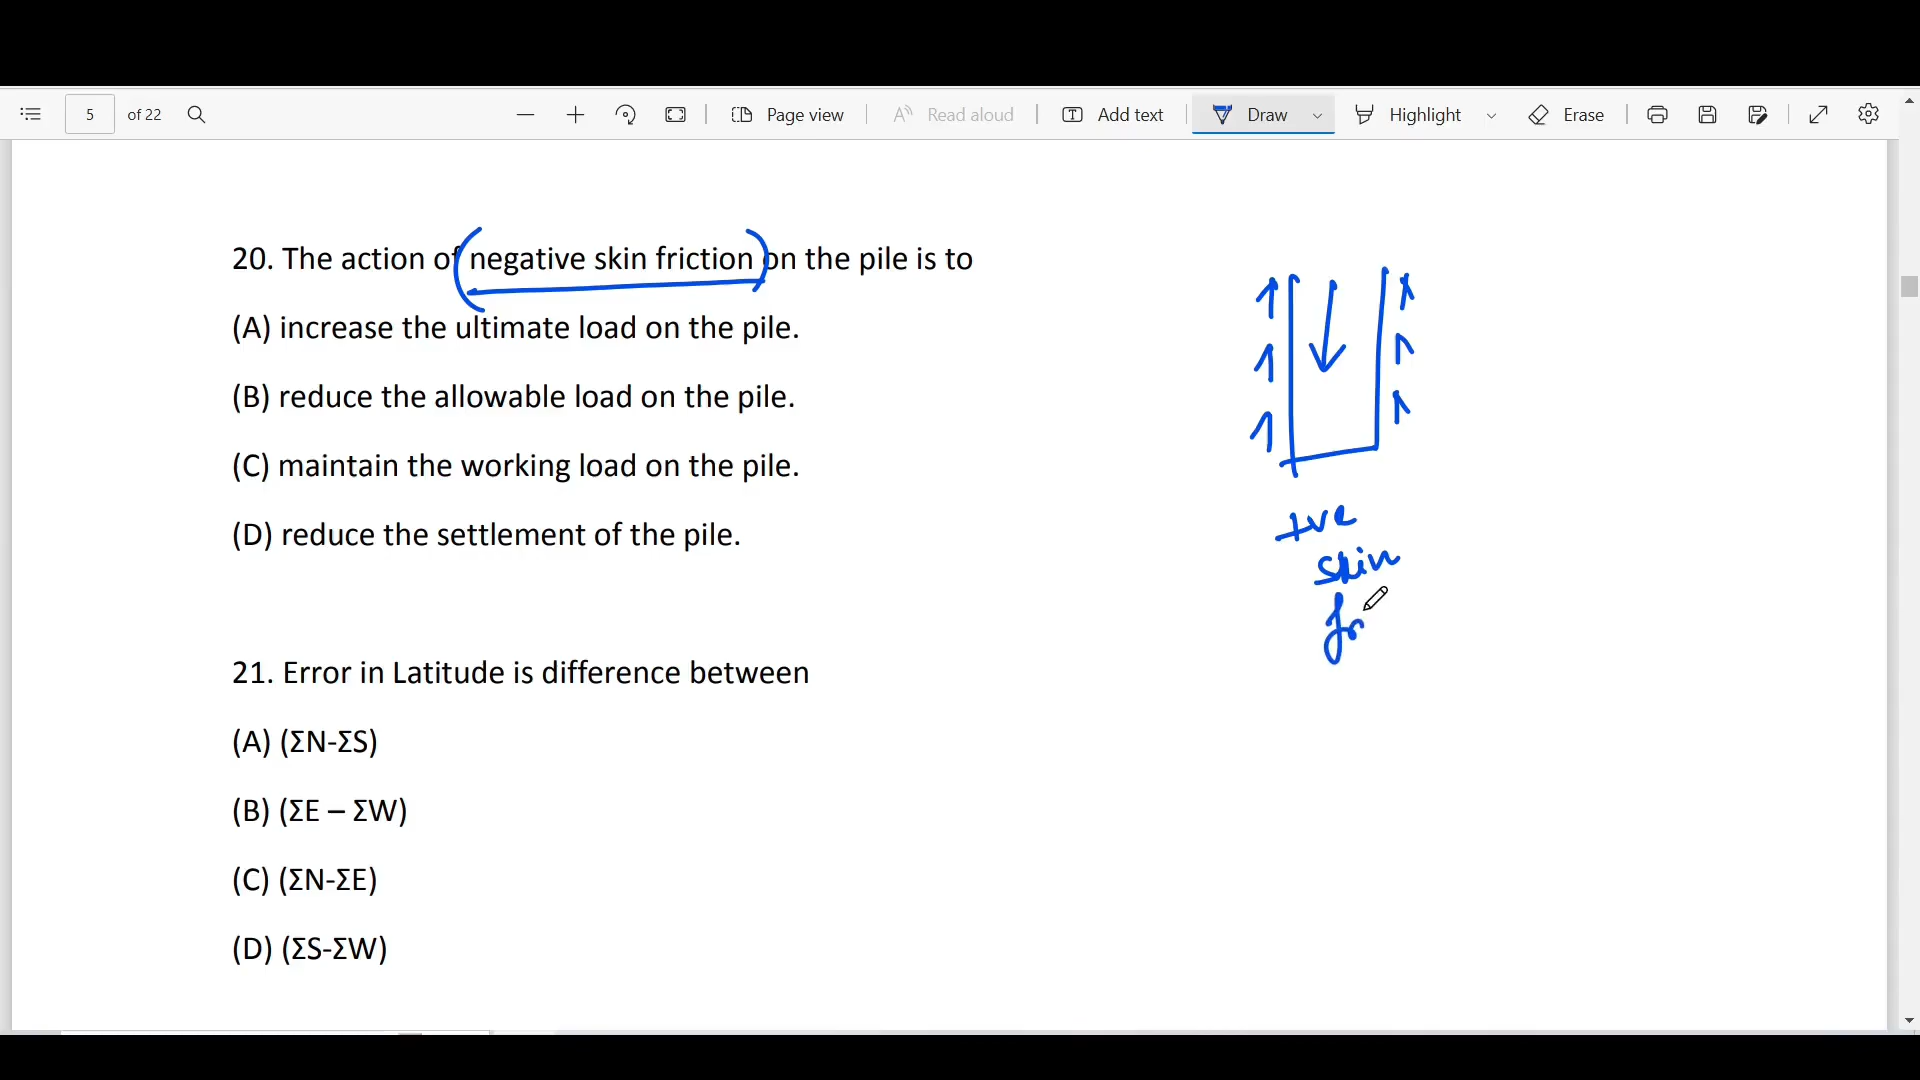 5 of 22 Page view Read aloud Add text Draw Highlight Erase
20. The action of negative skin friction on the pile is to
(A) increase the ultimate load on the pile.
(B) reduce the allowable load on the pile.
(C) maintain the working load on the pile.
(D) reduce the settlement of the pile.
+ve
skin
fr
21. Error in Latitude is difference between
(A) (ΣN-ΣS)
(B) (ΣE – ΣW)
(C) (ΣN-ΣE)
(D) (ΣS-ΣW)